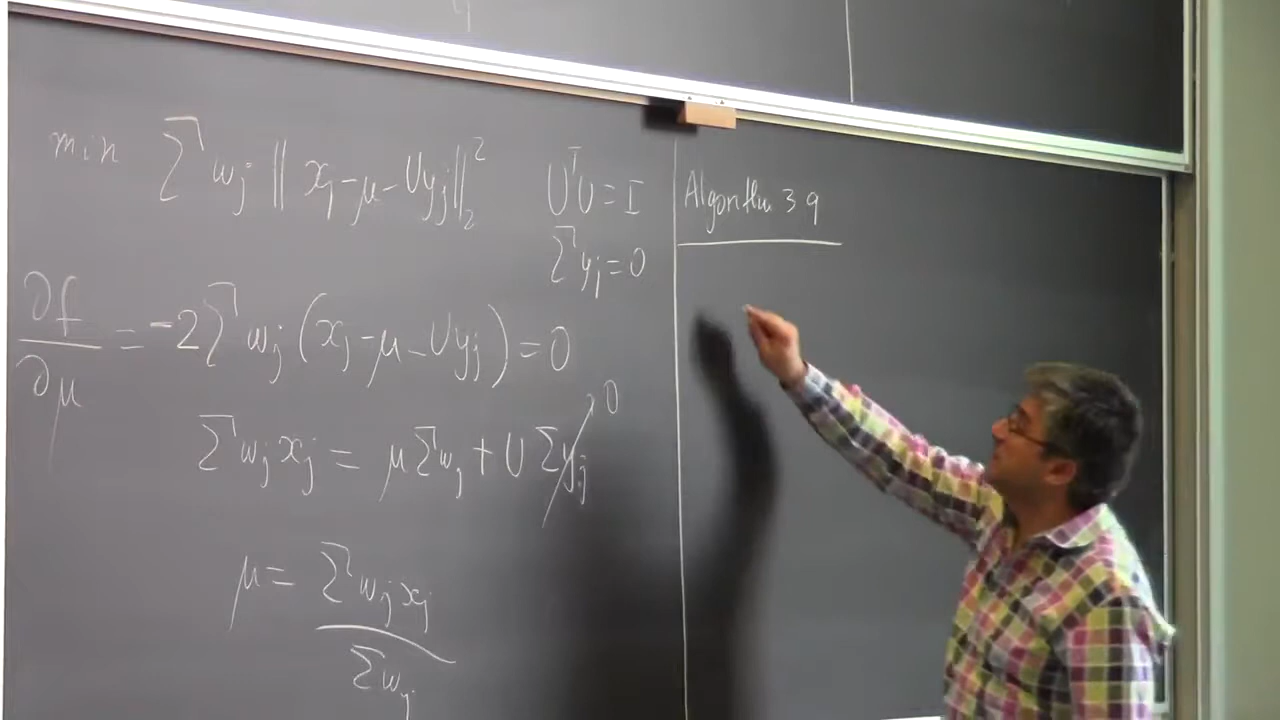 min Σ wj ‖ xj - μ - Uyj ‖₂² UᵀU = I
Σ yj = 0
∂f/∂μ = -2 Σ wj (xj - μ - Uyj) = 0
Σ wj xj = μ Σ wj + U Σ yj → 0
μ = Σ wj xj / Σ wj
Algorithm 3 9